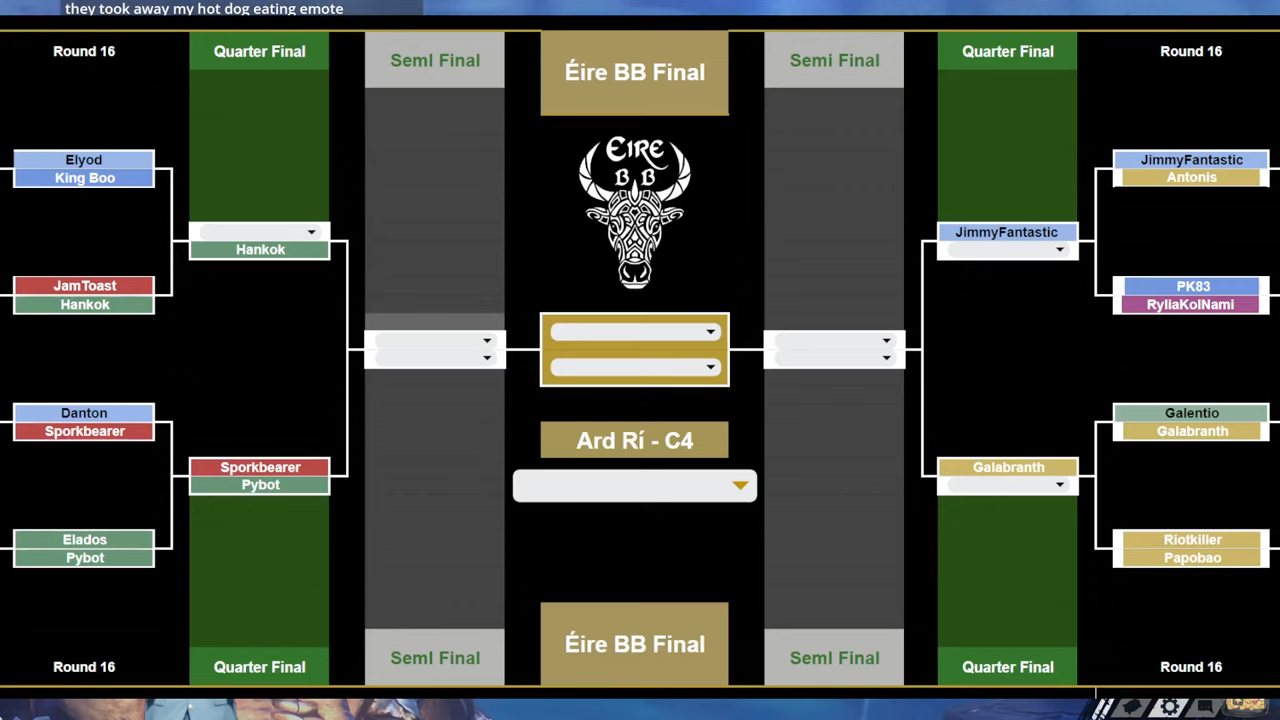 they took away my hot dog eating emote
Round 16
Quarter Final
SemI Final
Éire BB Final
Semi Final
Quarter Final
Round 16
EIRE
B B
Elyod
King Boo
JamToast
Hankok
Danton
Sporkbearer
Elados
Pybot
Hankok
Sporkbearer
Pybot
Ard Rí - C4
JimmyFantastic
Galabranth
JimmyFantastic
Antonis
PK83
RyliaKolNami
Galentio
Galabranth
Riotkiller
Papobao
Round 16
Quarter Final
SemI Final
Éire BB Final
Semi Final
Quarter Final
Round 16